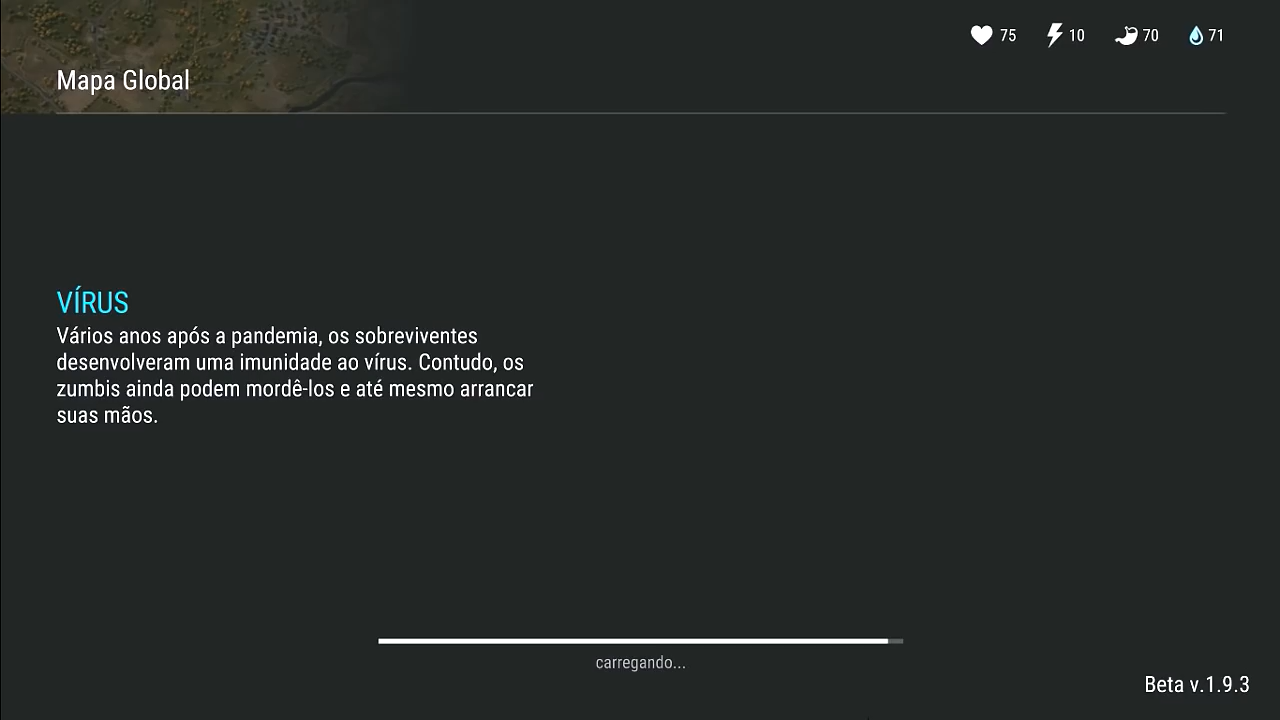 75 10 70 71
Mapa Global
VÍRUS
Vários anos após a pandemia, os sobreviventes
desenvolveram uma imunidade ao vírus. Contudo, os
zumbis ainda podem mordê-los e até mesmo arrancar
suas mãos.
carregando...
Beta v.1.9.3